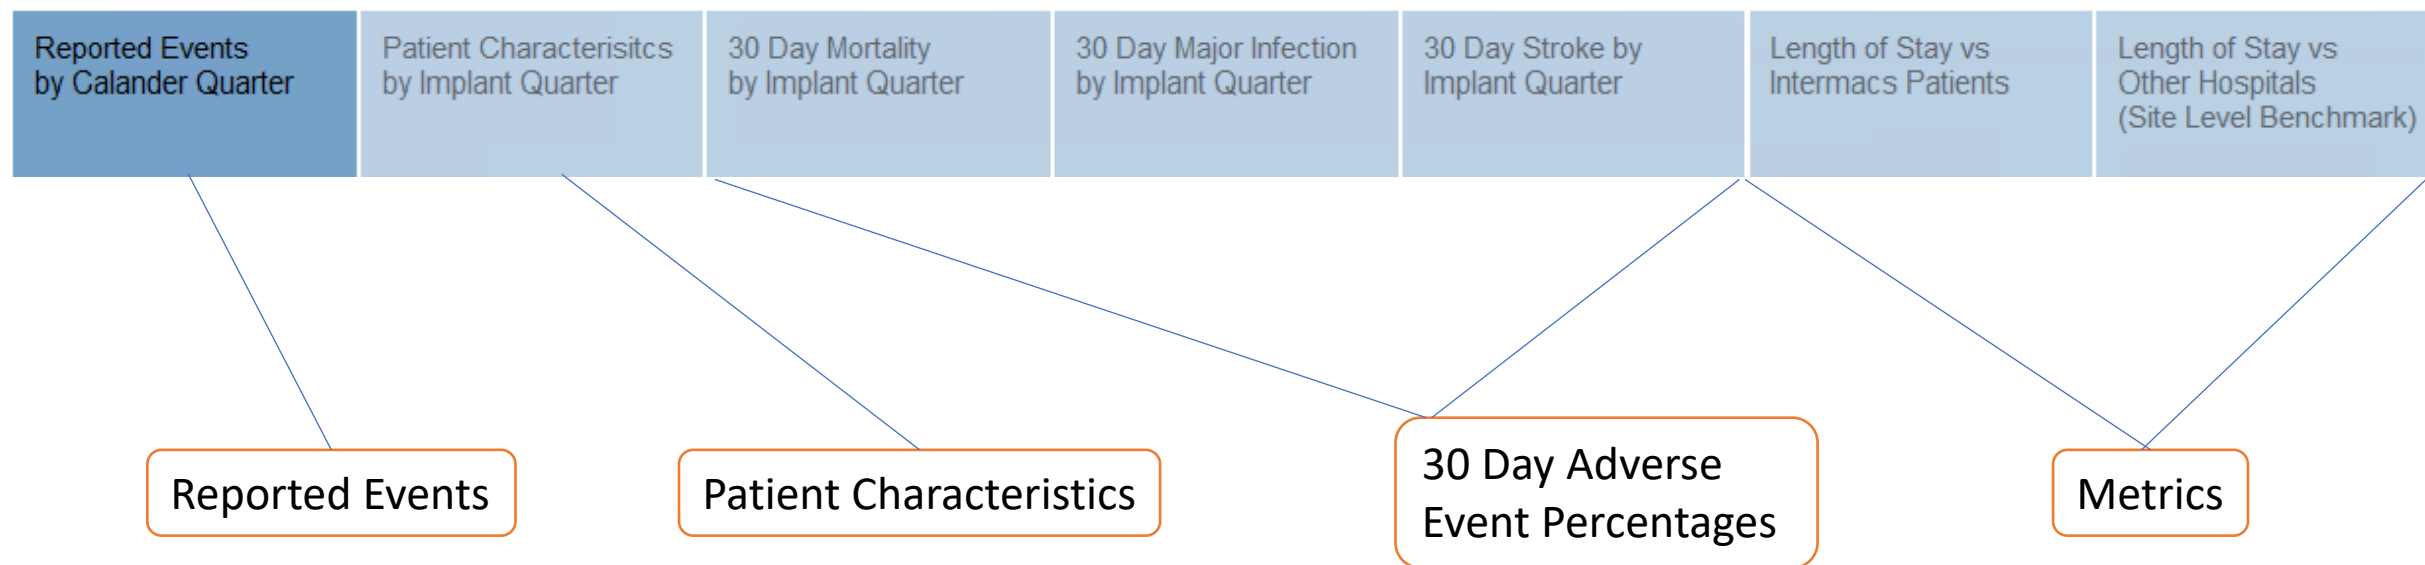 Reported Events
by Calander Quarter
Patient Characterisitcs
by Implant Quarter
30 Day Mortality
by Implant Quarter
30 Day Major Infection
by Implant Quarter
30 Day Stroke by
Implant Quarter
Length of Stay vs
Intermacs Patients
Length of Stay vs
Other Hospitals
(Site Level Benchmark)
Reported Events
Patient Characteristics
30 Day Adverse
Event Percentages
Metrics